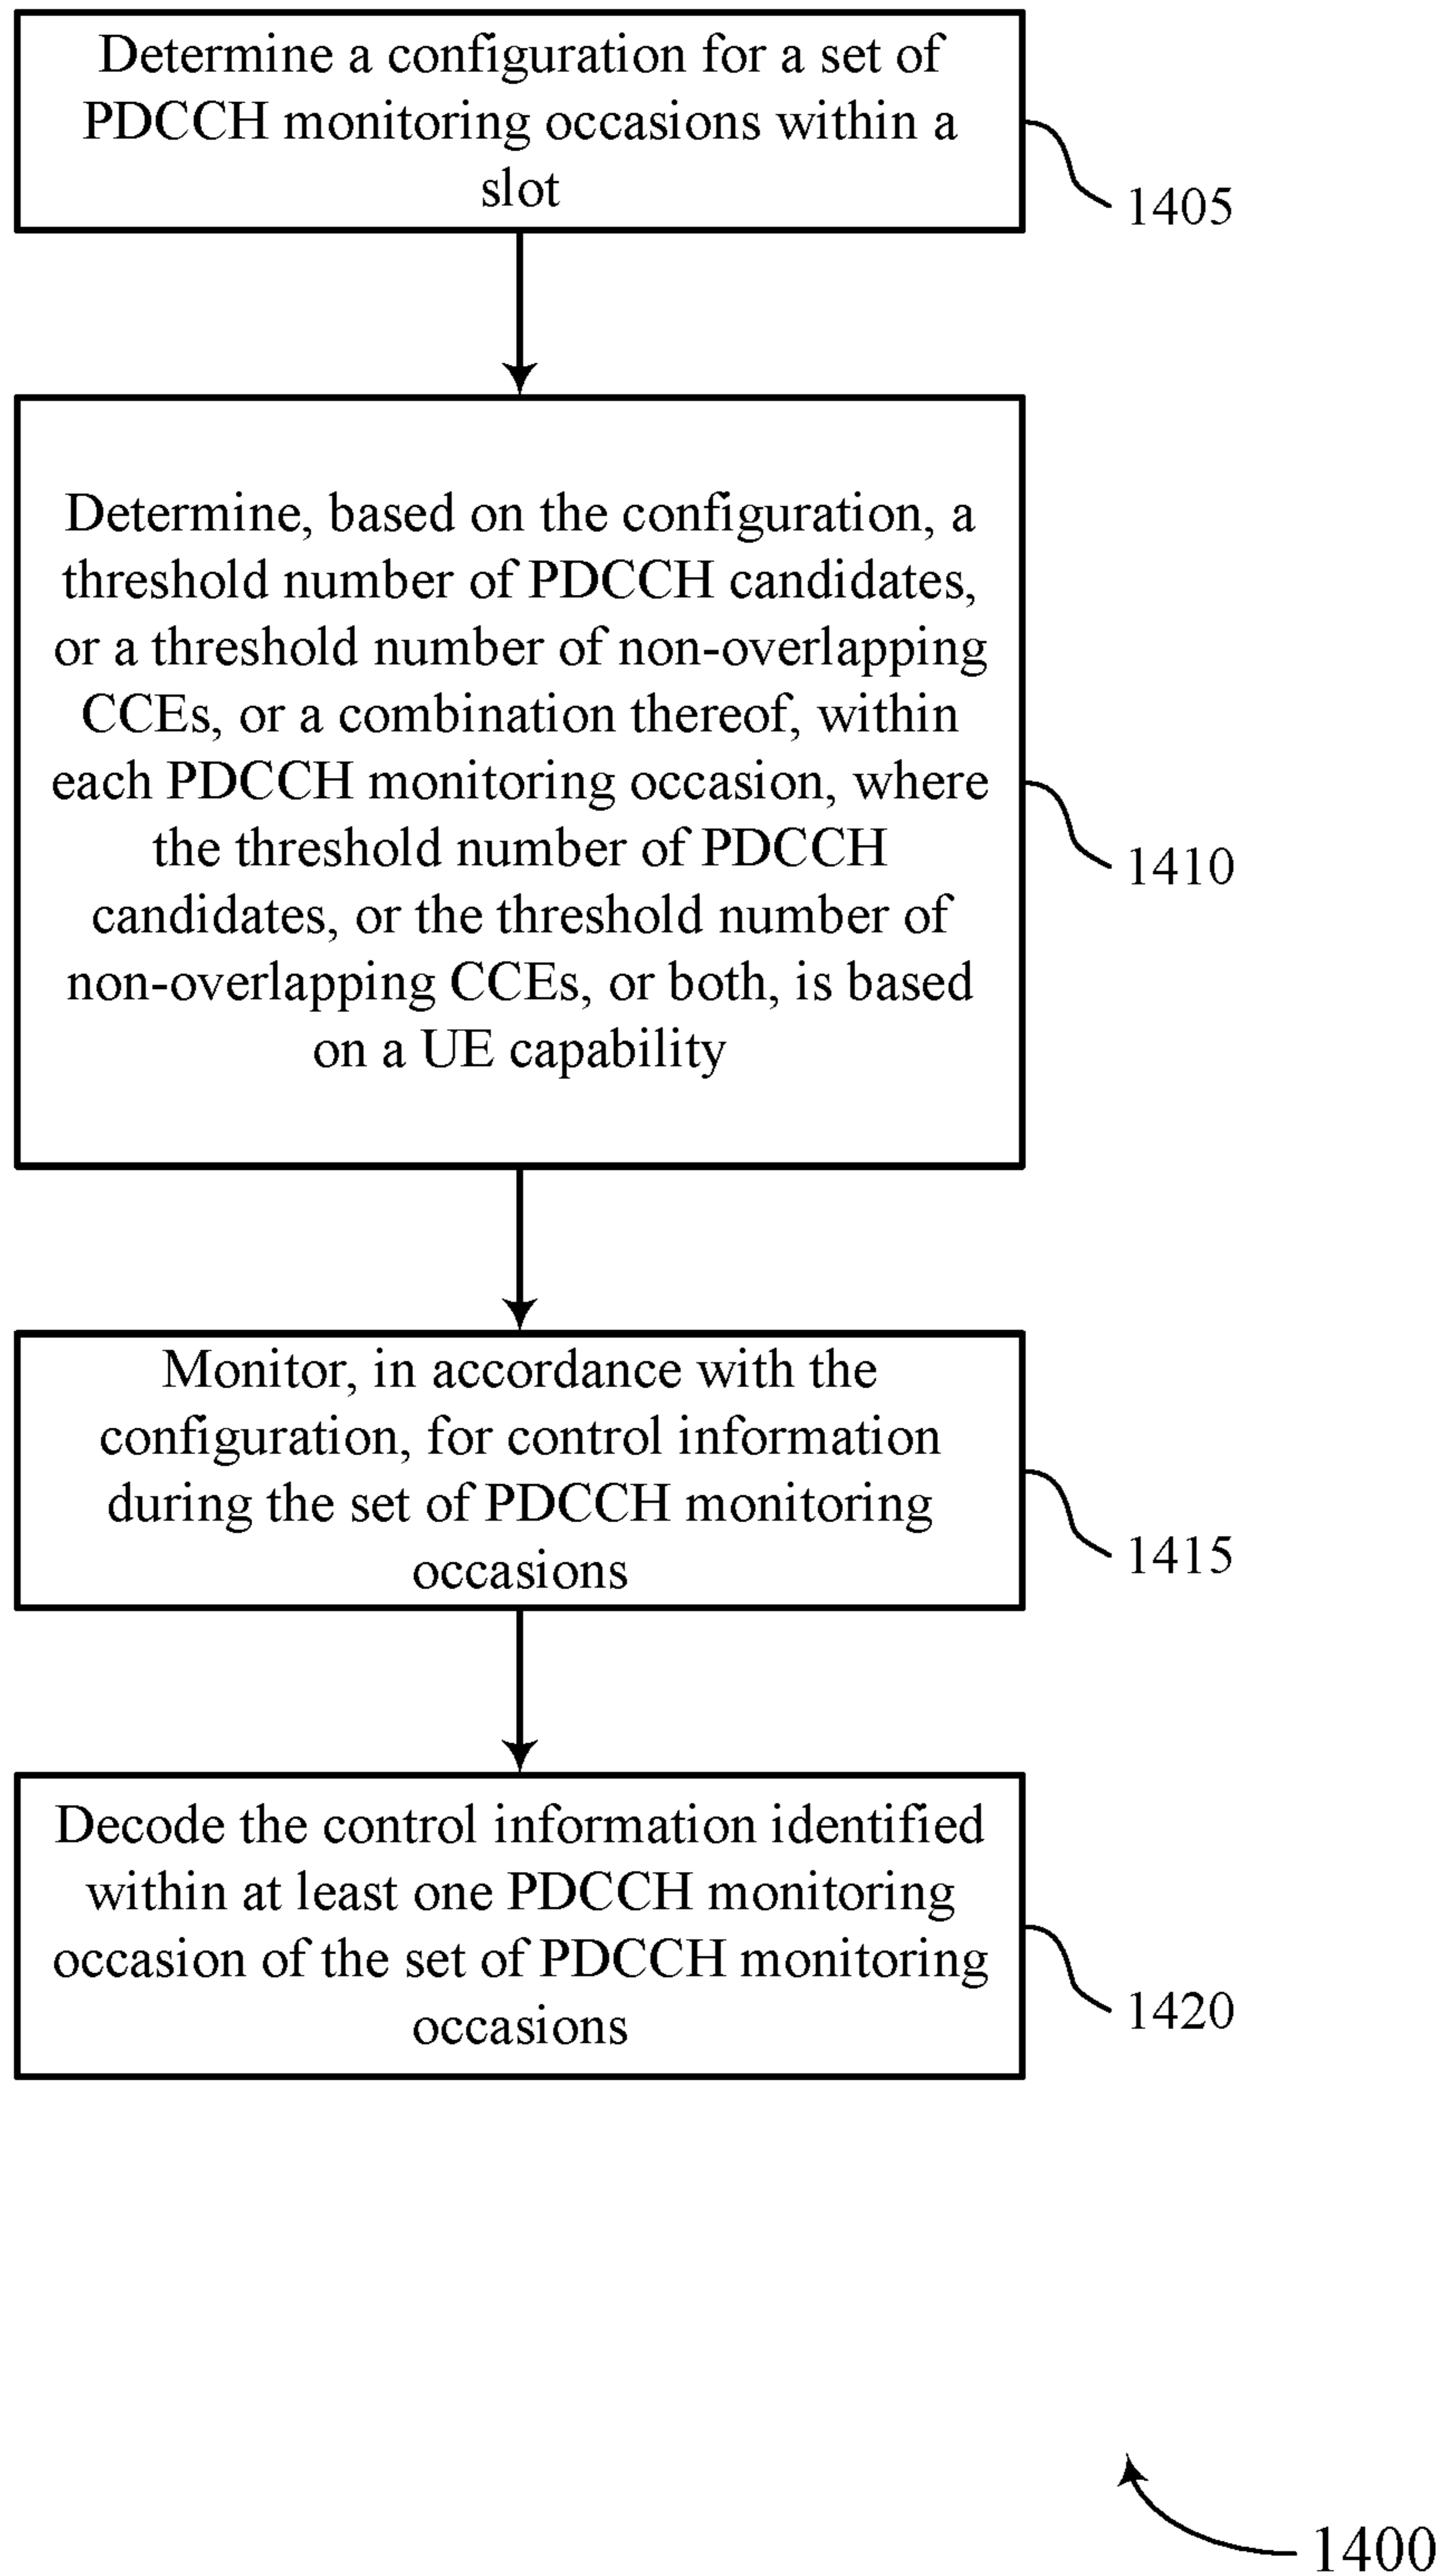 Determine a configuration for a set of
PDCCH monitoring occasions within a
slot
1405
Determine, based on the configuration, a
threshold number of PDCCH candidates,
or a threshold number of non-overlapping
CCEs, or a combination thereof, within
each PDCCH monitoring occasion, where
the threshold number of PDCCH
candidates, or the threshold number of
non-overlapping CCEs, or both, is based
on a UE capability
1410
Monitor, in accordance with the
configuration, for control information
during the set of PDCCH monitoring
occasions
1415
Decode the control information identified
within at least one PDCCH monitoring
occasion of the set of PDCCH monitoring
occasions
1420
1400